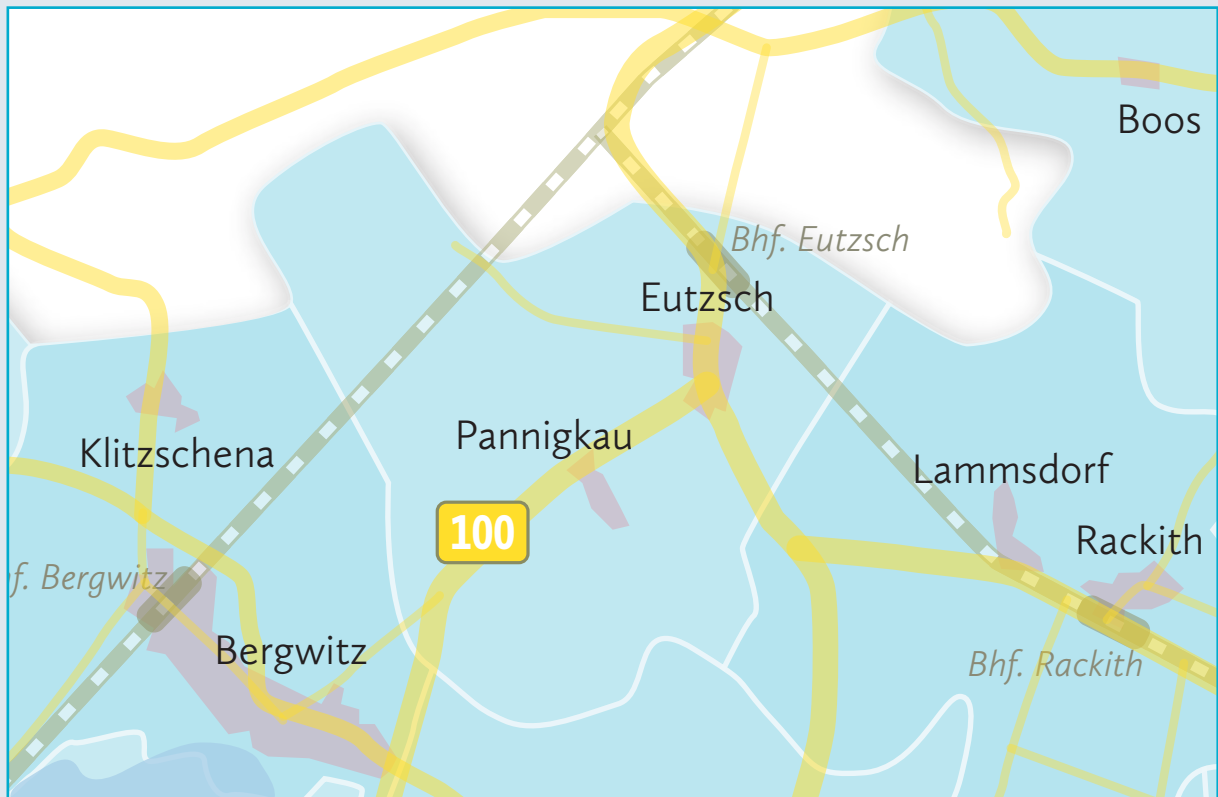 Boos
Bhf. Eutzsch
Eutzsch
Pannigkau
Klitzschena
Lammsdorf
100
Rackith
f. Bergwitz
Bergwitz
Bhf. Rackith